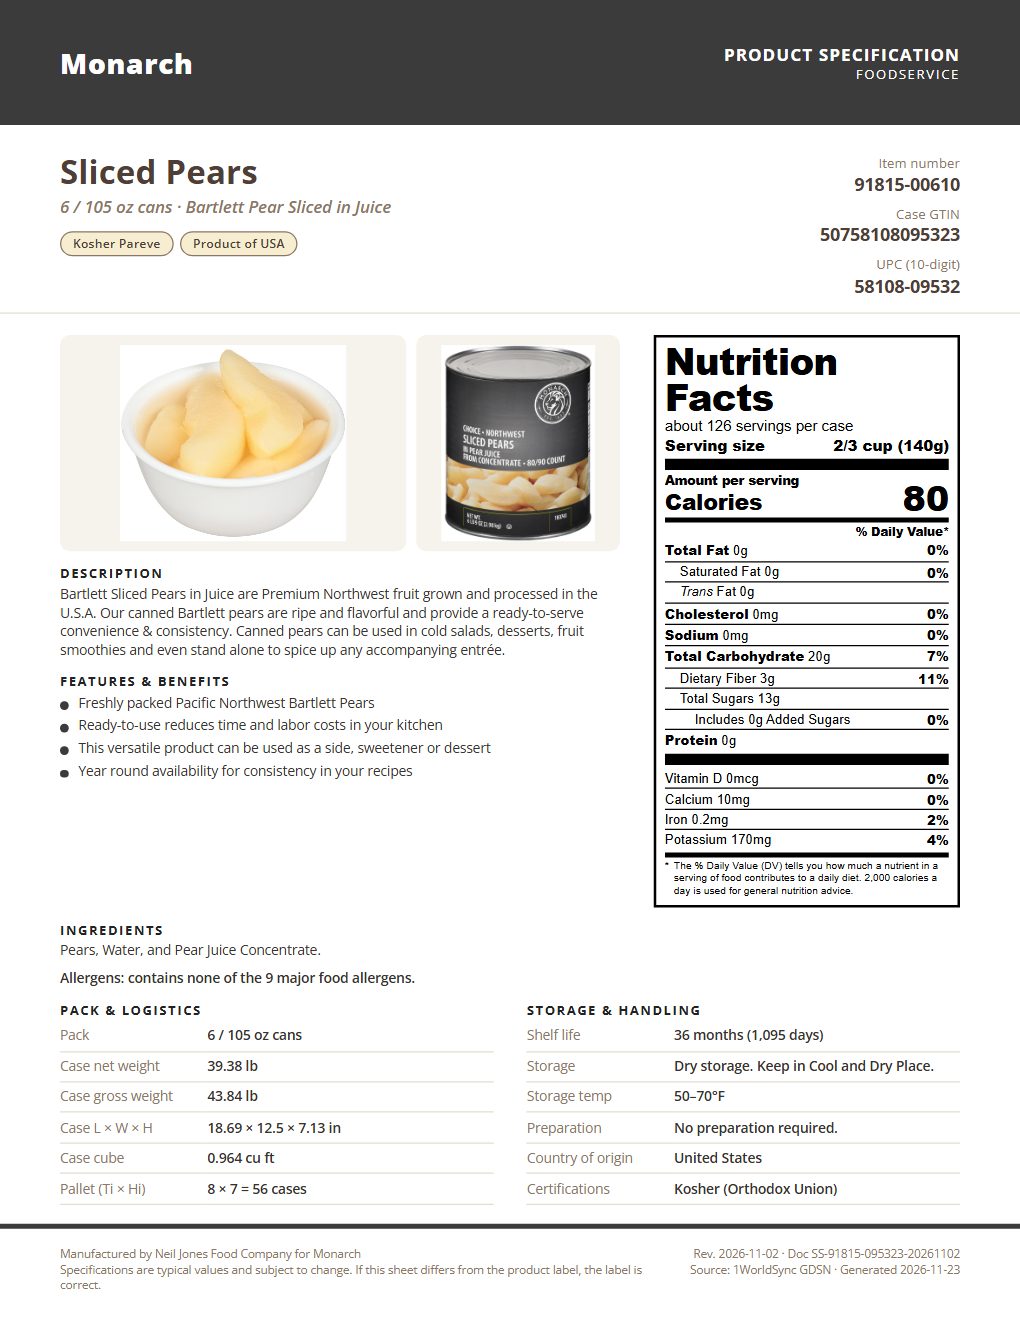 Monarch
PRODUCT SPECIFICATION
FOODSERVICE
Sliced Pears
6 / 105 oz cans · Bartlett Pear Sliced in Juice
Kosher Pareve
Product of USA
Item number
91815-00610
Case GTIN
50758108095323
UPC (10-digit)
58108-09532
MONARCH
CHOICE • NORTHWEST
SLICED PEARS
IN PEAR JUICE
FROM CONCENTRATE • 80/90 COUNT
NET WT.
DESCRIPTION
Bartlett Sliced Pears in Juice are Premium Northwest fruit grown and processed in the
U.S.A. Our canned Bartlett pears are ripe and flavorful and provide a ready-to-serve
convenience & consistency. Canned pears can be used in cold salads, desserts, fruit
smoothies and even stand alone to spice up any accompanying entrée.
FEATURES & BENEFITS
● Freshly packed Pacific Northwest Bartlett Pears
● Ready-to-use reduces time and labor costs in your kitchen
● This versatile product can be used as a side, sweetener or dessert
● Year round availability for consistency in your recipes
Nutrition
Facts
about 126 servings per case
Serving size 2/3 cup (140g)
Amount per serving
Calories 80
% Daily Value*
Total Fat 0g 0%
Saturated Fat 0g 0%
Trans Fat 0g
Cholesterol 0mg 0%
Sodium 0mg 0%
Total Carbohydrate 20g 7%
Dietary Fiber 3g 11%
Total Sugars 13g
Includes 0g Added Sugars 0%
Protein 0g
Vitamin D 0mcg 0%
Calcium 10mg 0%
Iron 0.2mg 2%
Potassium 170mg 4%
* The % Daily Value (DV) tells you how much a nutrient in a
serving of food contributes to a daily diet. 2,000 calories a
day is used for general nutrition advice.
INGREDIENTS
Pears, Water, and Pear Juice Concentrate.
Allergens: contains none of the 9 major food allergens.
PACK & LOGISTICS
Pack 6 / 105 oz cans
Case net weight 39.38 lb
Case gross weight 43.84 lb
Case L × W × H 18.69 × 12.5 × 7.13 in
Case cube 0.964 cu ft
Pallet (Ti × Hi) 8 × 7 = 56 cases
STORAGE & HANDLING
Shelf life 36 months (1,095 days)
Storage Dry storage. Keep in Cool and Dry Place.
Storage temp 50–70°F
Preparation No preparation required.
Country of origin United States
Certifications Kosher (Orthodox Union)
Manufactured by Neil Jones Food Company for Monarch
Specifications are typical values and subject to change. If this sheet differs from the product label, the label is
correct.
Rev. 2026-11-02 · Doc SS-91815-095323-20261102
Source: 1WorldSync GDSN · Generated 2026-11-23